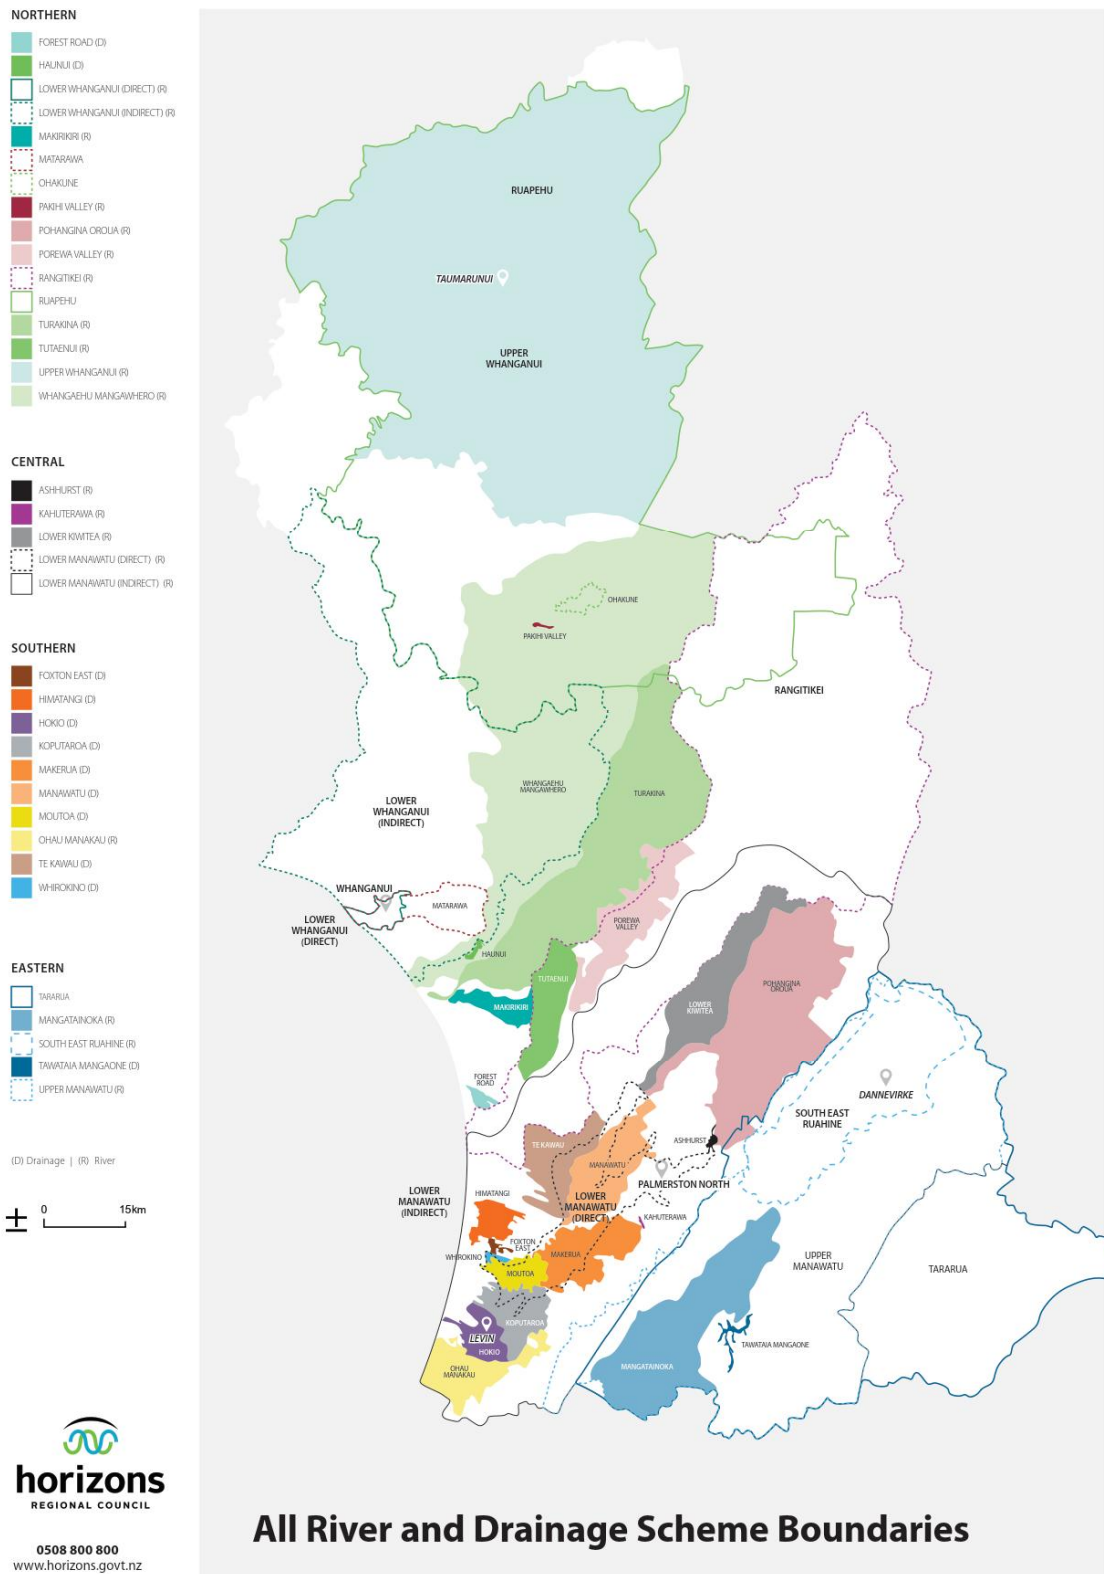 NORTHERN
FOREST ROAD (D)
HAUNUI (D)
LOWER WHANGANUI (DIRECT) (R)
LOWER WHANGANUI (INDIRECT) (R)
MAKIRIKIRI (R)
MATARAWA
OHAKUNE
PAKIHI VALLEY (R)
POHANGINA OROUA (R)
POREWA VALLEY (R)
RANGITIKEI (R)
RUAPEHU
TURAKINA (R)
TUTAENUI (R)
UPPER WHANGANUI (R)
WHANGAEHU MANGAWHERO (R)
CENTRAL
ASHHURST (R)
KAHUTERAWA (R)
LOWER KIWITEA (R)
LOWER MANAWATU (DIRECT) (R)
LOWER MANAWATU (INDIRECT) (R)
SOUTHERN
FOXTON EAST (D)
HIMATANGI (D)
HOKIO (D)
KOPUTAROA (D)
MAKERUA (D)
MANAWATU (D)
MOUTOA (D)
OHAU MANAKAU (R)
TE KAWAU (D)
WHIROKINO (D)
EASTERN
TARARUA
MANGATAINOKA (R)
SOUTH EAST RUAHINE (R)
TAWATAIA MANGAONE (D)
UPPER MANAWATU (R)
(D) Drainage | (R) River
0 15km
horizons
REGIONAL COUNCIL
0508 800 800
www.horizons.govt.nz
RUAPEHU
TAUMARUNUI
UPPER
WHANGANUI
OHAKUNE
PAKIHI VALLEY
RANGITIKEI
WHANGAEHU
MANGAWHERO
TURAKINA
LOWER
WHANGANUI
(INDIRECT)
WHANGANUI
MATARAWA
LOWER
WHANGANUI
(DIRECT)
POREWA
VALLEY
HAUNUI
TUTAENUI
POHANGINA
OROUA
MAKIRIKIRI
LOWER
KIWITEA
FOREST
ROAD
DANNEVIRKE
SOUTH EAST
RUAHINE
TE KAWAU
ASHHURST
MANAWATU
PALMERSTON NORTH
LOWER
MANAWATU
(INDIRECT)
HIMATANGI
LOWER
MANAWATU
(DIRECT)
KAHUTERAWA
FOXTON
EAST
WHIROKINO
MAKERUA
MOUTOA
UPPER
MANAWATU
TARARUA
KOPUTAROA
LEVIN
HOKIO
TAWATAIA MANGAONE
OHAU
MANAKAU
MANGATAINOKA
All River and Drainage Scheme Boundaries